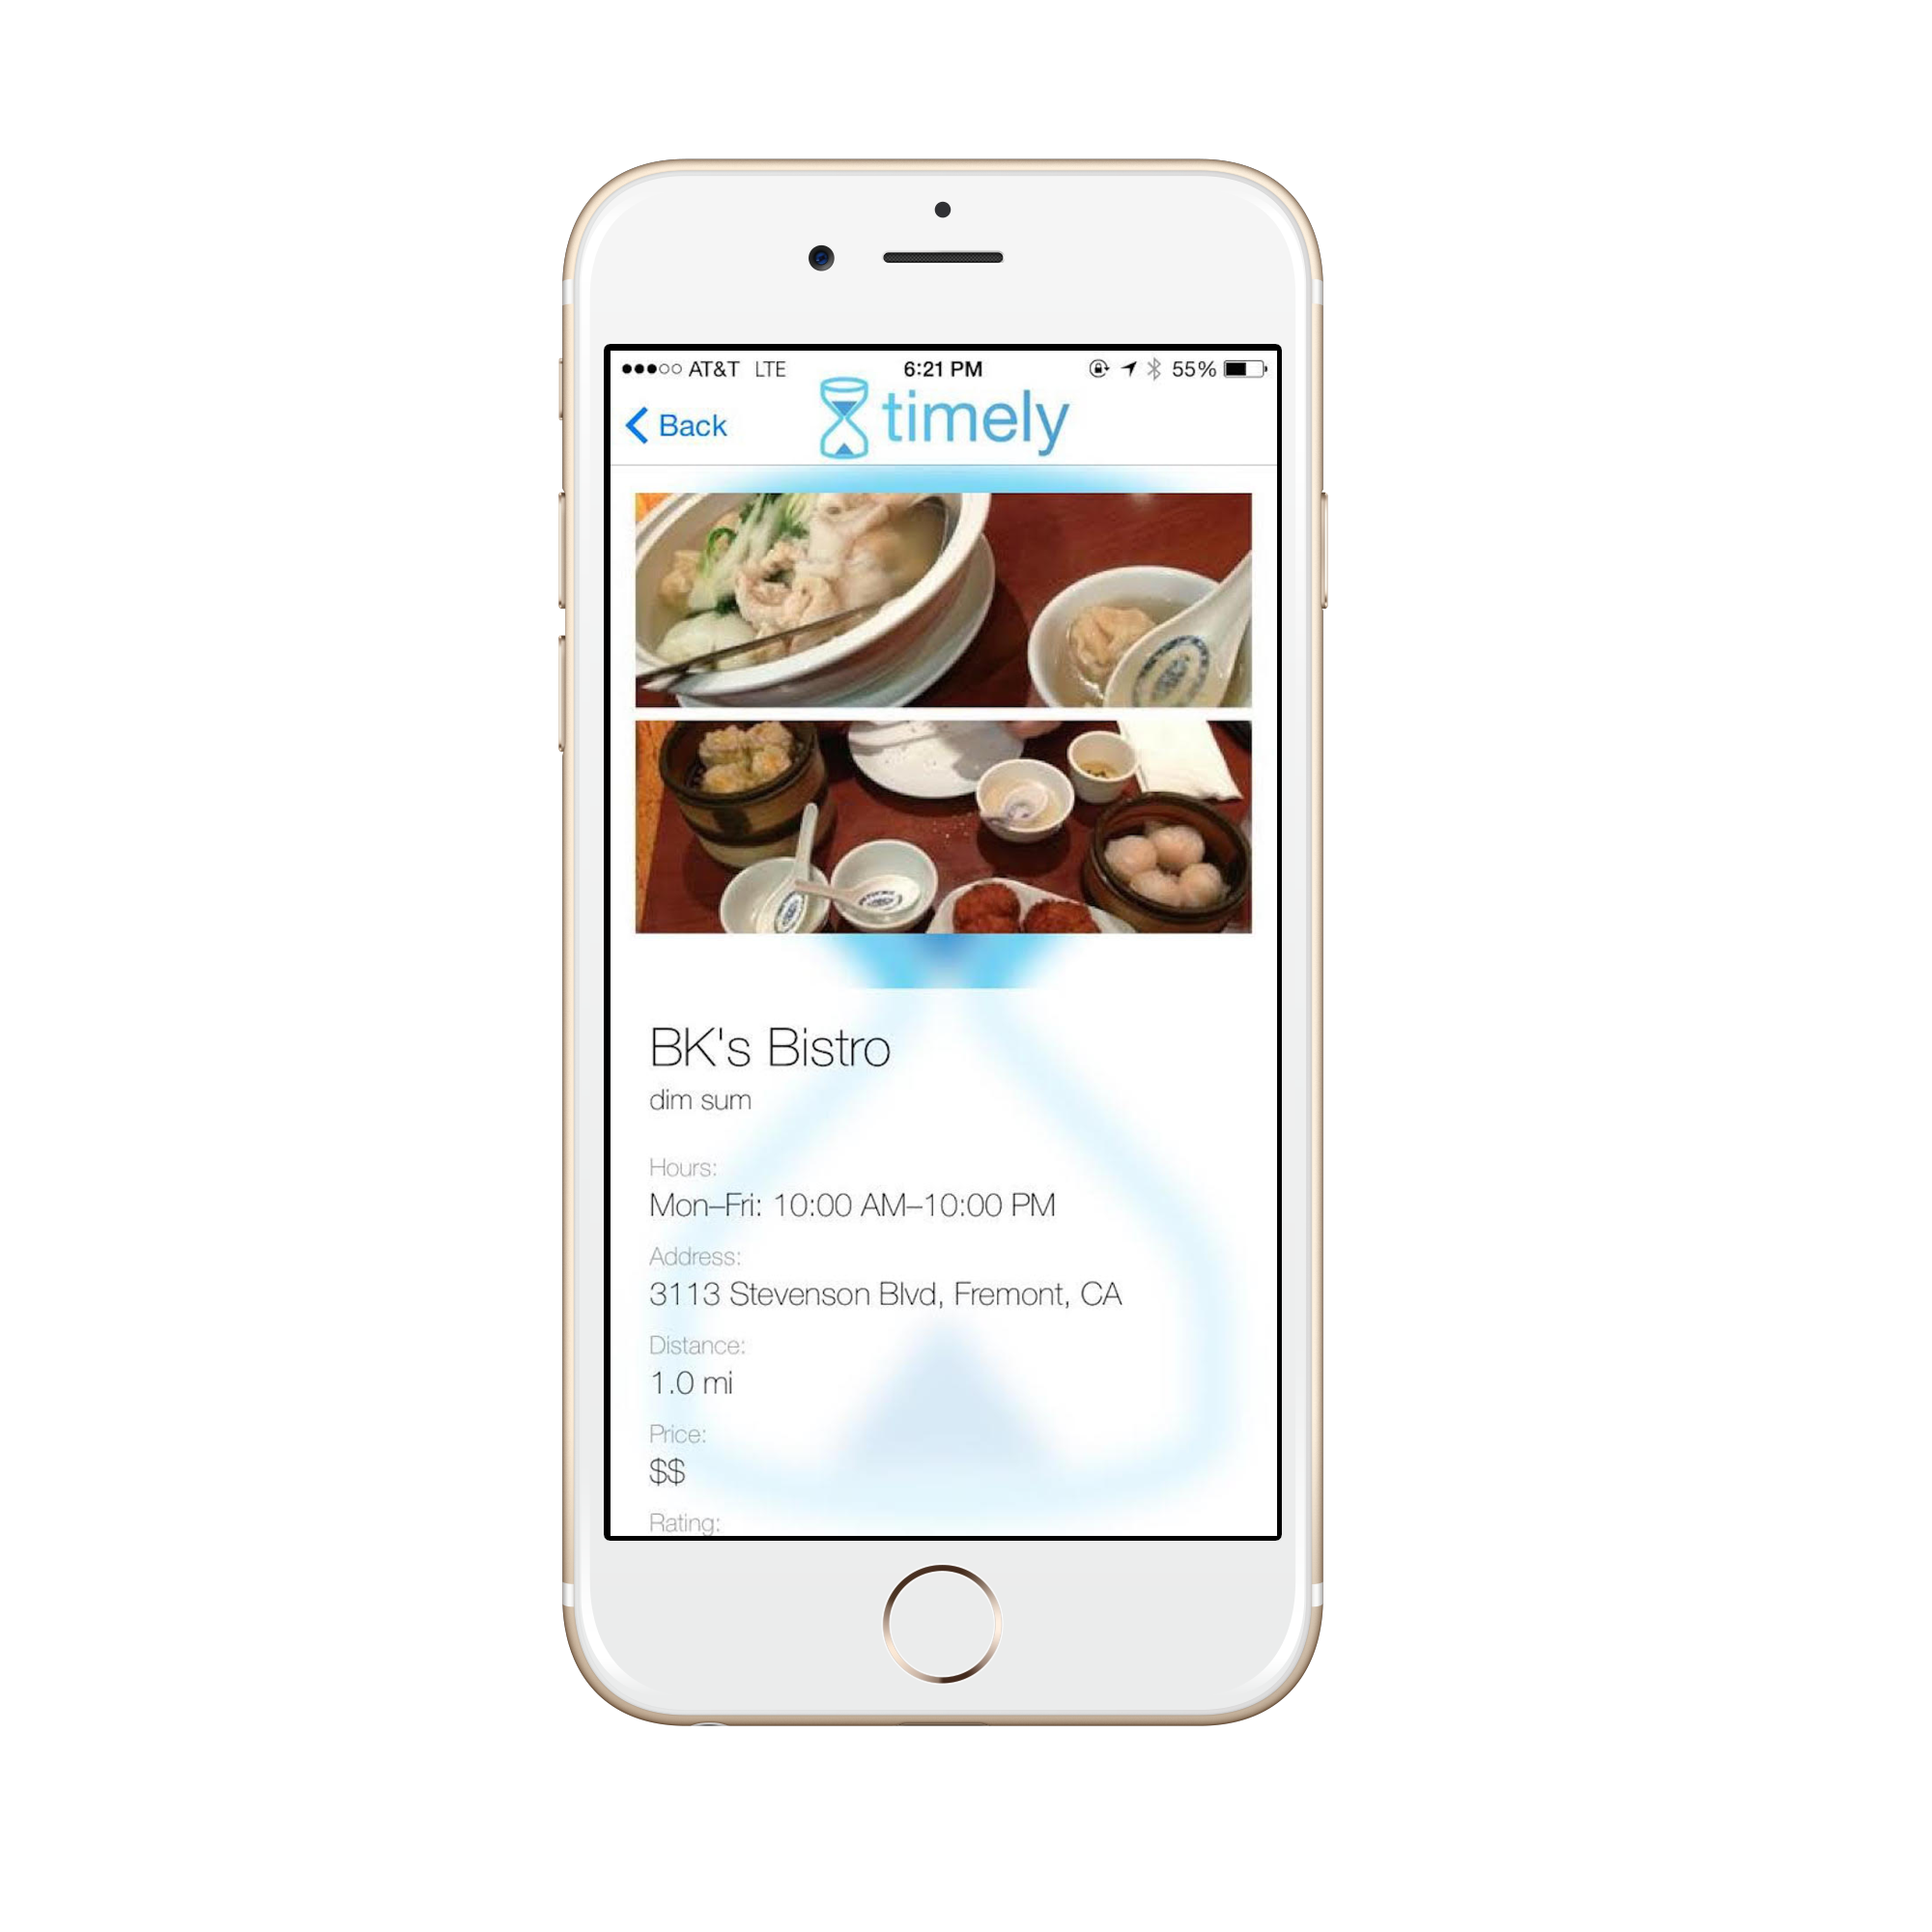 AT&T LTE 6:21 PM 55%
Back timely
BK's Bistro
dim sum
Hours:
Mon–Fri: 10:00 AM–10:00 PM
Address:
3113 Stevenson Blvd, Fremont, CA
Distance:
1.0 mi
Price:
$$
Rating: